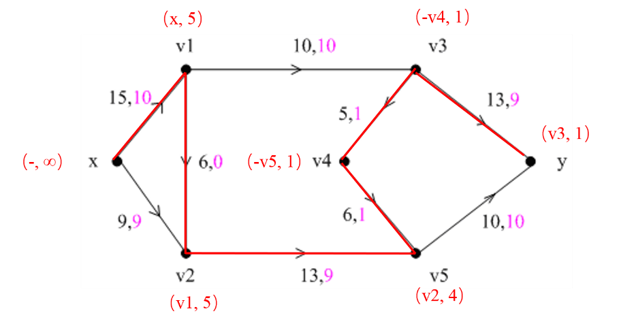 (x, 5)
(-v4, 1)
v1
10,10
v3
15,10
5,1
13,9
(v3, 1)
(-, ∞)
x
6,0
(-v5, 1)
v4
y
9,9
6,1
10,10
v2
13,9
v5
(v1, 5)
(v2, 4)